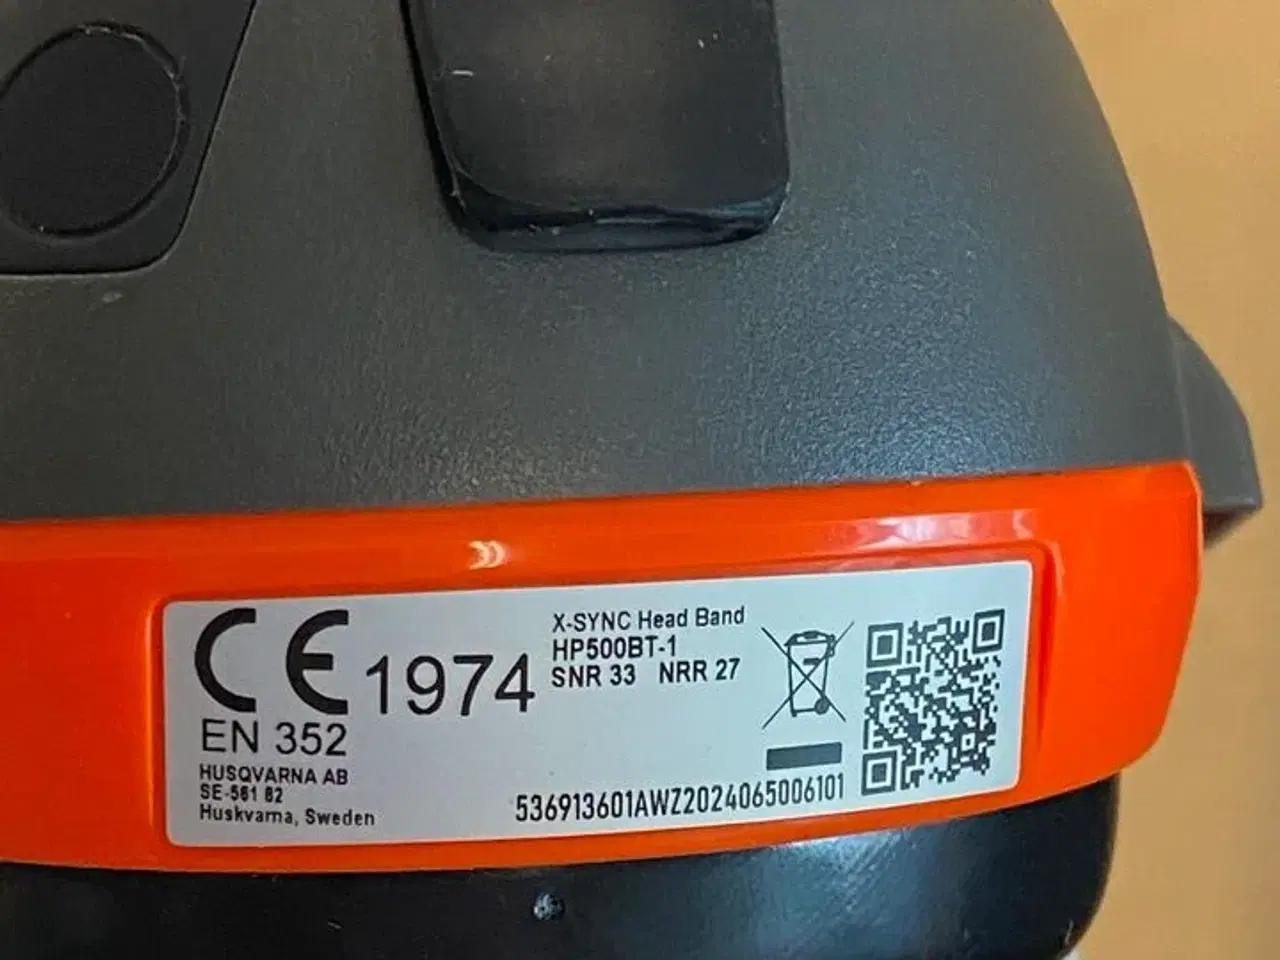 CE 1974
X-SYNC Head Band
HP500BT-1
SNR 33 NRR 27
EN 352
HUSQVARNA AB
SE-561 82
Huskvarna, Sweden
536913601AWZ2024065006101